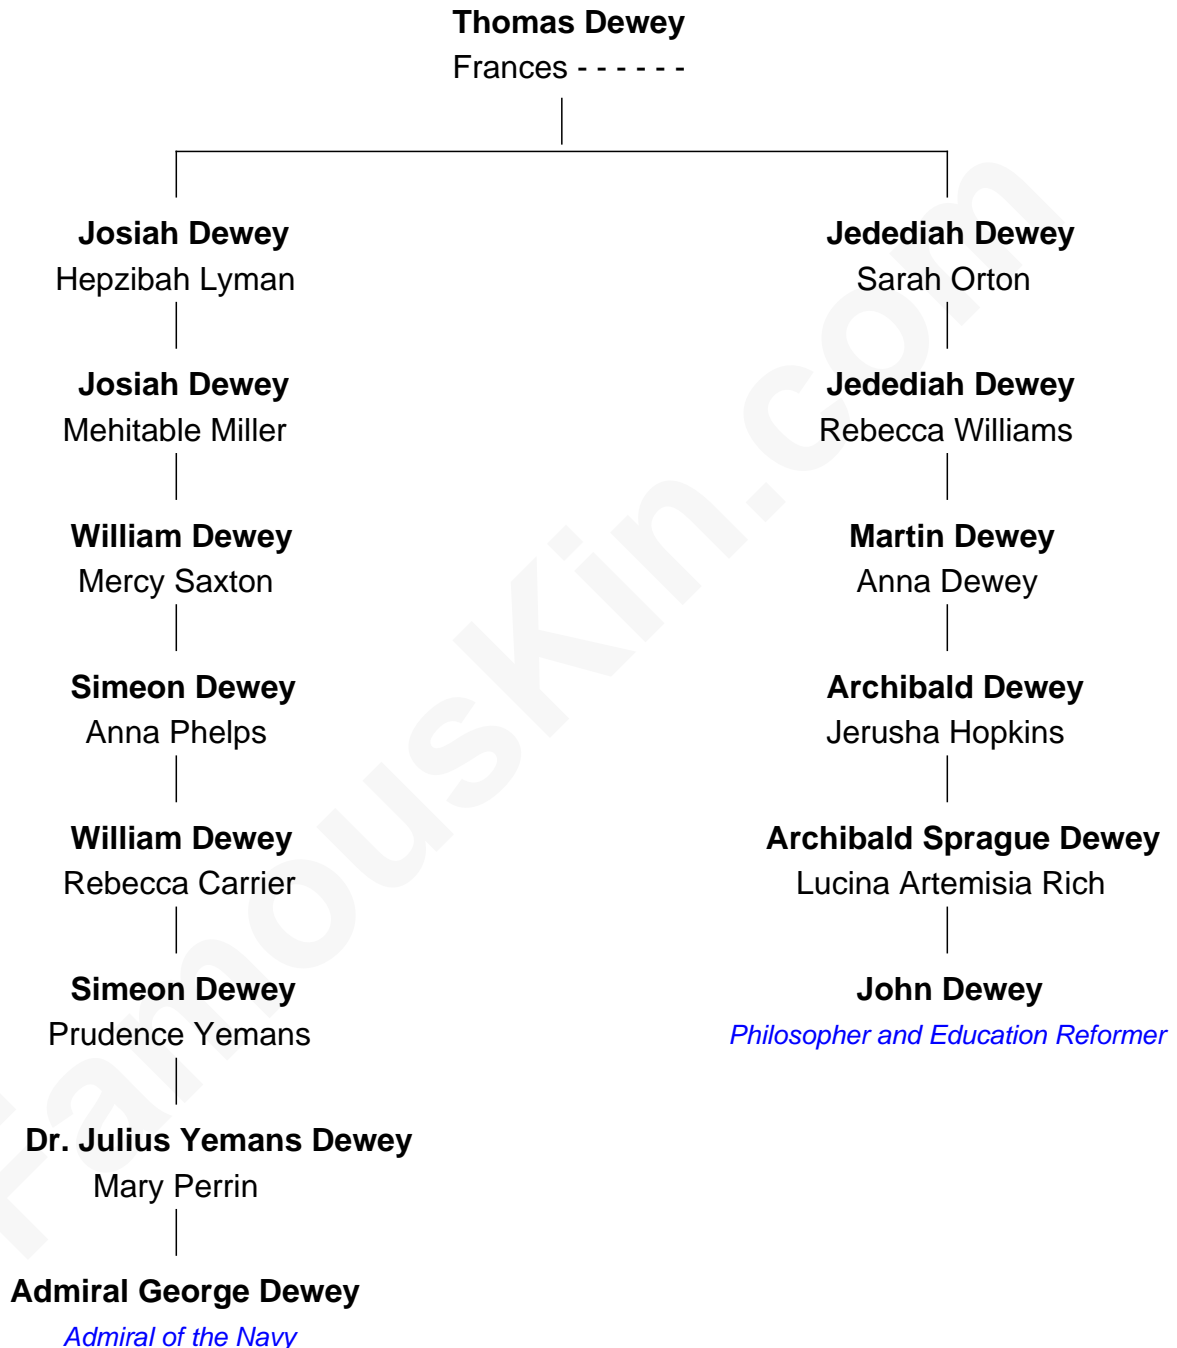 Thomas Dewey
Frances - - - - - -
Josiah Dewey
Hepzibah Lyman
Jedediah Dewey
Sarah Orton
Josiah Dewey
Mehitable Miller
Jedediah Dewey
Rebecca Williams
William Dewey
Mercy Saxton
Martin Dewey
Anna Dewey
Simeon Dewey
Anna Phelps
Archibald Dewey
Jerusha Hopkins
William Dewey
Rebecca Carrier
Archibald Sprague Dewey
Lucina Artemisia Rich
Simeon Dewey
Prudence Yemans
John Dewey
Philosopher and Education Reformer
Dr. Julius Yemans Dewey
Mary Perrin
Admiral George Dewey
Admiral of the Navy
FamousKin.com